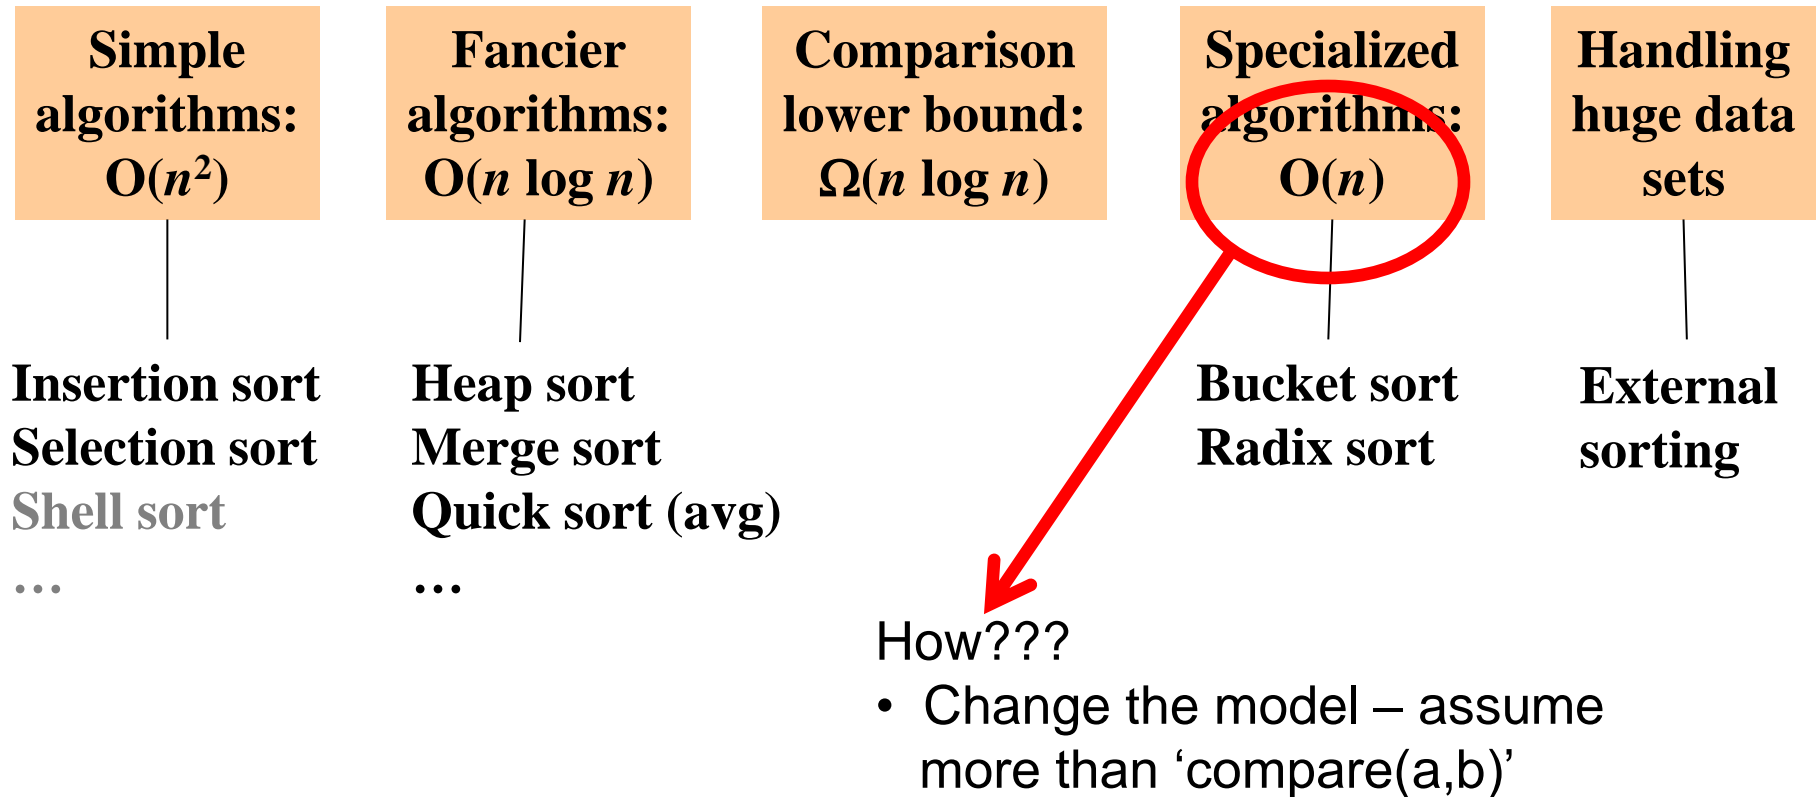 Simple
algorithms:
O(n²)
Fancier
algorithms:
O(n log n)
Comparison
lower bound:
Ω(n log n)
Specialized
algorithms:
O(n)
Handling
huge data
sets
Insertion sort
Selection sort
Shell sort
…
Heap sort
Merge sort
Quick sort (avg)
…
Bucket sort
Radix sort
External
sorting
How???
• Change the model – assume
more than ‘compare(a,b)’